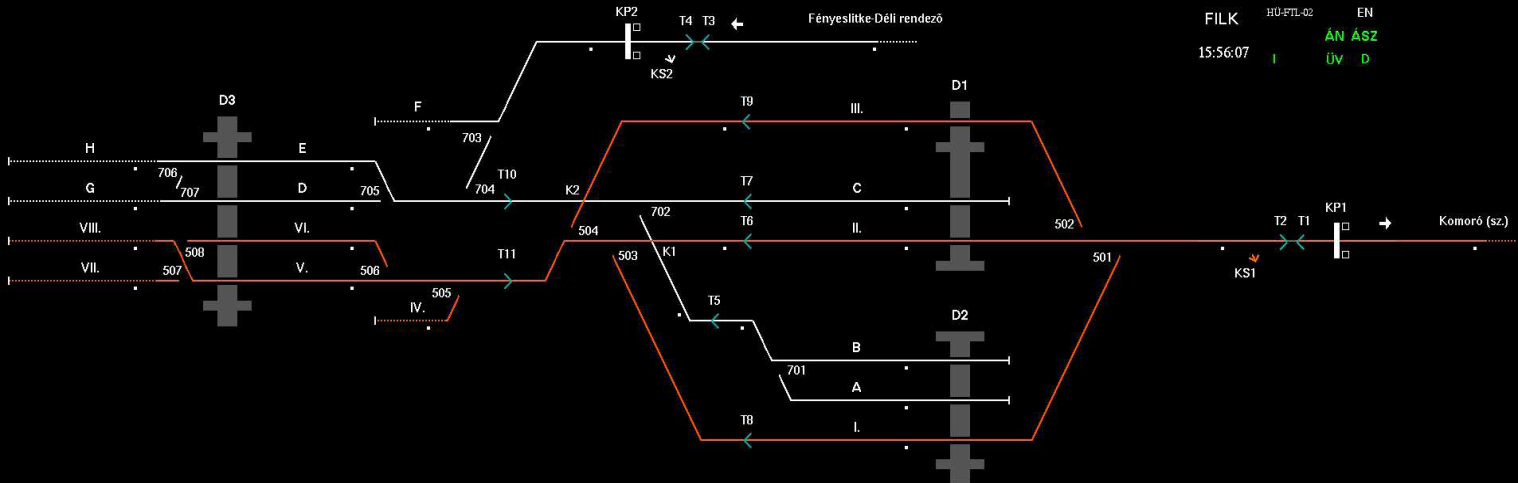 KP2
T4 T3
Fényeslitke-Déli rendező
FILK
HÜ-FTL-02
EN
ÁN ÁSZ
15:56:07
I
ÜV D
KS2
D3
F
T9
III.
D1
703
H
E
706
707
705
704
T10
G
D
K2
T7
C
702
VIII.
VI.
508
504
T6
II.
502
T2 T1
KP1
Komoró (sz.)
VII.
507
V.
506
T11
503
K1
501
KS1
505
IV.
T5
D2
B
701
A
T8
I.